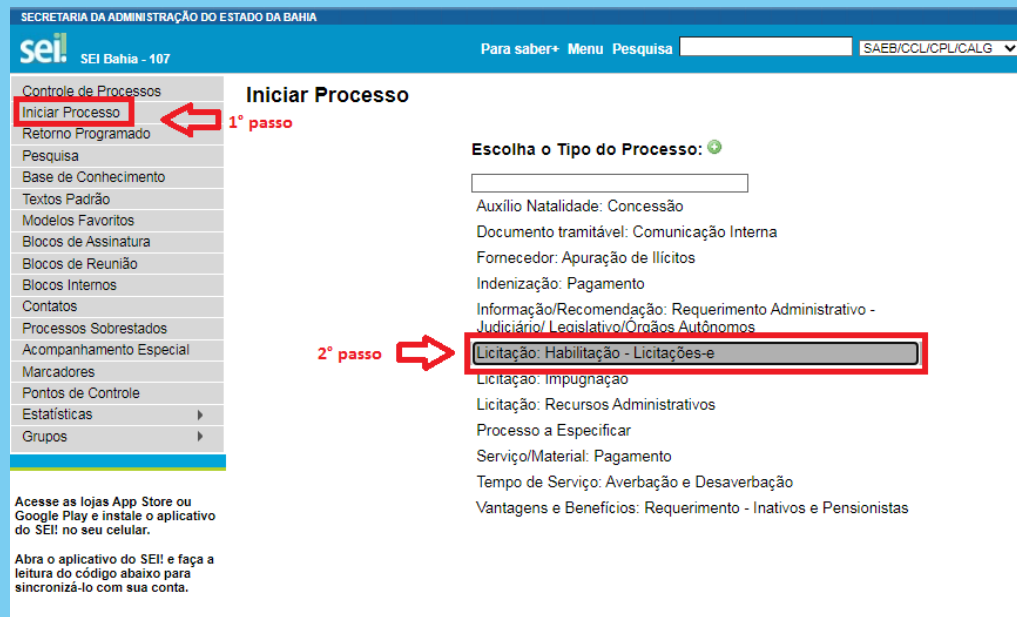 SECRETARIA DA ADMINISTRAÇÃO DO ESTADO DA BAHIA
sei! SEI Bahia - 107
Para saber+ Menu Pesquisa SAEB/CCL/CPL/CALG
Controle de Processos
Iniciar Processo
Retorno Programado
Pesquisa
Base de Conhecimento
Textos Padrão
Modelos Favoritos
Blocos de Assinatura
Blocos de Reunião
Blocos Internos
Contatos
Processos Sobrestados
Acompanhamento Especial
Marcadores
Pontos de Controle
Estatísticas
Grupos
Acesse as lojas App Store ou
Google Play e instale o aplicativo
do SEI! no seu celular.
Abra o aplicativo do SEI! e faça a
leitura do código abaixo para
sincronizá-lo com sua conta.
Iniciar Processo
1° passo
Escolha o Tipo do Processo:
Auxílio Natalidade: Concessão
Documento tramitável: Comunicação Interna
Fornecedor: Apuração de Ilícitos
Indenização: Pagamento
Informação/Recomendação: Requerimento Administrativo -
Judiciário/ Legislativo/Órgãos Autônomos
2° passo
Licitação: Habilitação - Licitações-e
Licitação: Impugnação
Licitação: Recursos Administrativos
Processo a Especificar
Serviço/Material: Pagamento
Tempo de Serviço: Averbação e Desaverbação
Vantagens e Benefícios: Requerimento - Inativos e Pensionistas